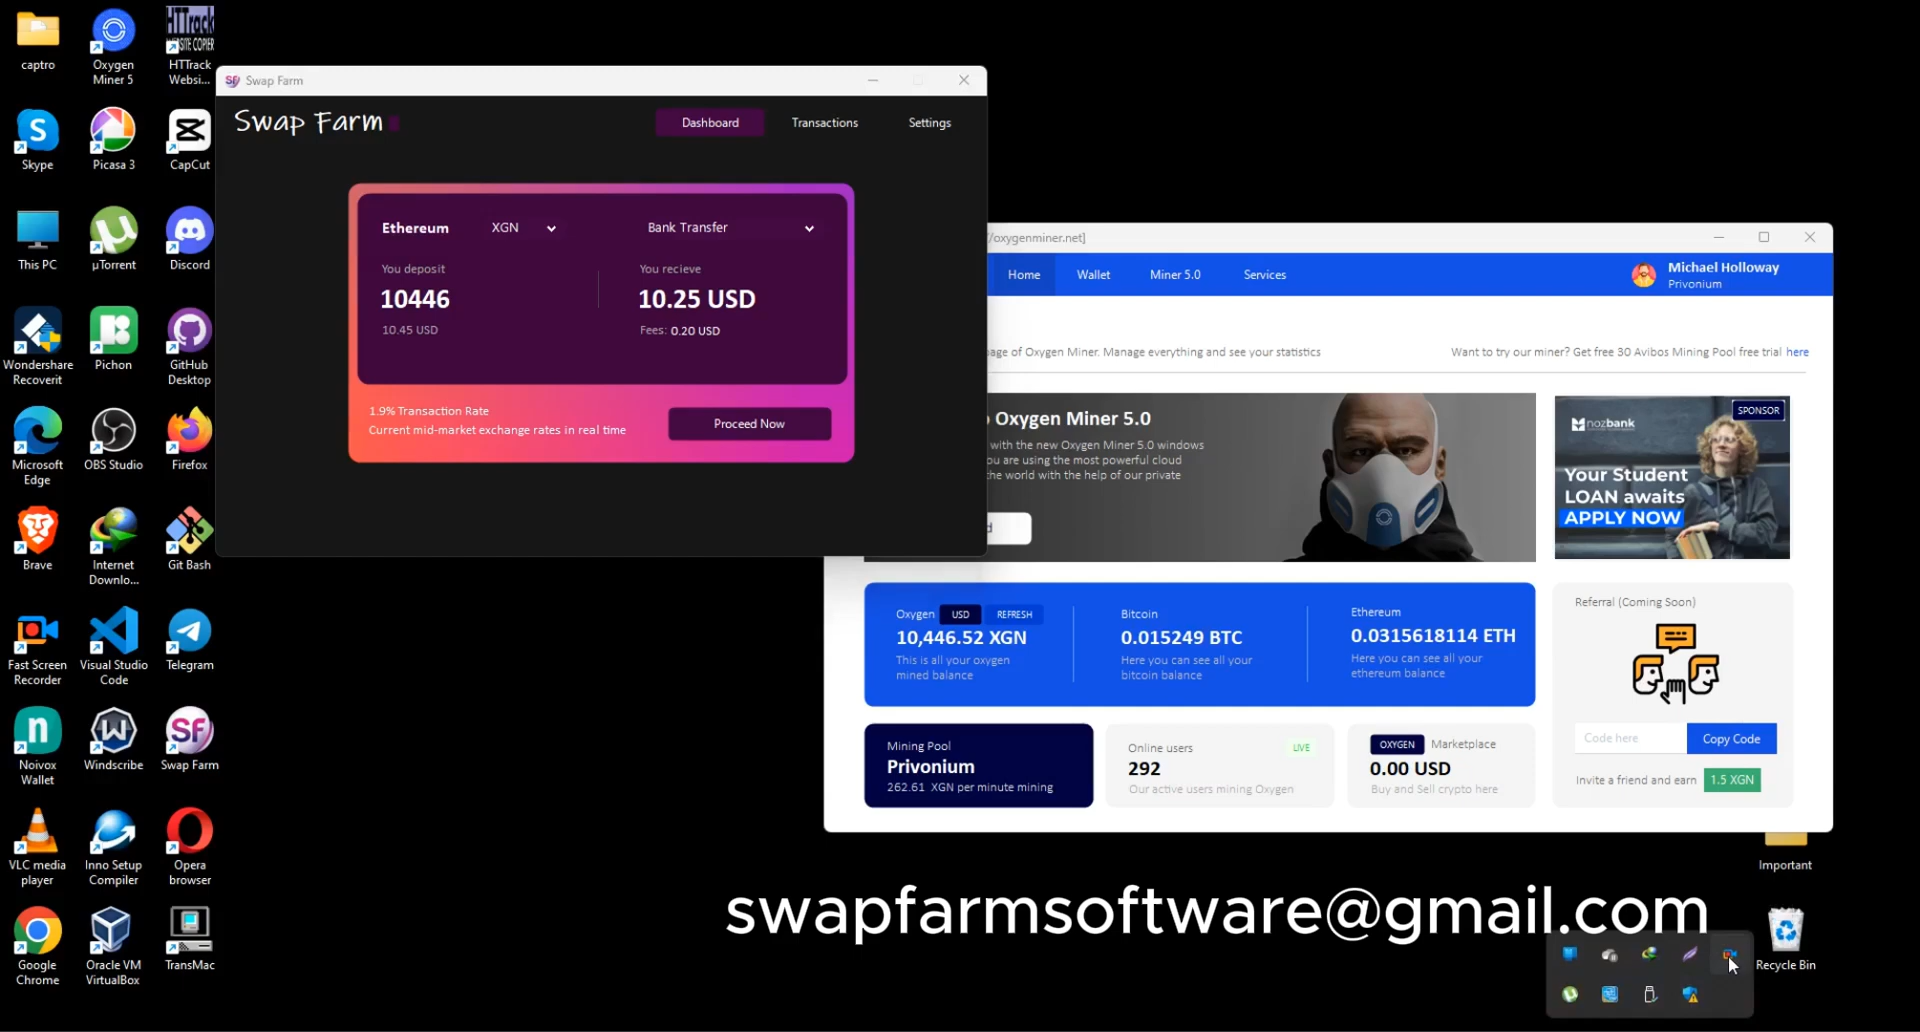 captro
Oxygen
Miner 5
HTTrack
WEBSITE COPIER
HTTrack
Websi...
Skype
Picasa 3
CapCut
This PC
µTorrent
Discord
Wondershare
Recoverit
Pichon
GitHub
Desktop
Microsoft
Edge
OBS Studio
Firefox
Brave
Internet
Downlo...
Git Bash
Fast Screen
Recorder
Visual Studio
Code
Telegram
Noivox
Wallet
Windscribe
SF
Swap Farm
VLC media
player
Inno Setup
Compiler
Opera
browser
Google
Chrome
Oracle VM
VirtualBox
TransMac
SF Swap Farm
Swap Farm
Dashboard
Transactions
Settings
Ethereum
XGN
Bank Transfer
You deposit
You recieve
10446
10.25 USD
10.45 USD
Fees: 0.20 USD
1.9% Transaction Rate
Current mid-market exchange rates in real time
Proceed Now
//oxygenminer.net]
Home
Wallet
Miner 5.0
Services
Michael Holloway
Privonium
page of Oxygen Miner. Manage everything and see your statistics
Want to try our miner? Get free 30 Avibos Mining Pool free trial here
Oxygen Miner 5.0
with the new Oxygen Miner 5.0 windows
ou are using the most powerful cloud
the world with the help of our private
d
SPONSOR
nozbank
Your Student
LOAN awaits
APPLY NOW
Oxygen USD REFRESH
10,446.52 XGN
This is all your oxygen
mined balance
Bitcoin
0.015249 BTC
Here you can see all your
bitcoin balance
Ethereum
0.0315618114 ETH
Here you can see all your
ethereum balance
Referral (Coming Soon)
Code here
Copy Code
Invite a friend and earn 1.5 XGN
Mining Pool
Privonium
262.61 XGN per minute mining
Online users
LIVE
292
Our active users mining Oxygen
OXYGEN Marketplace
0.00 USD
Buy and Sell crypto here
Important
swapfarmsoftware@gmail.com
Recycle Bin